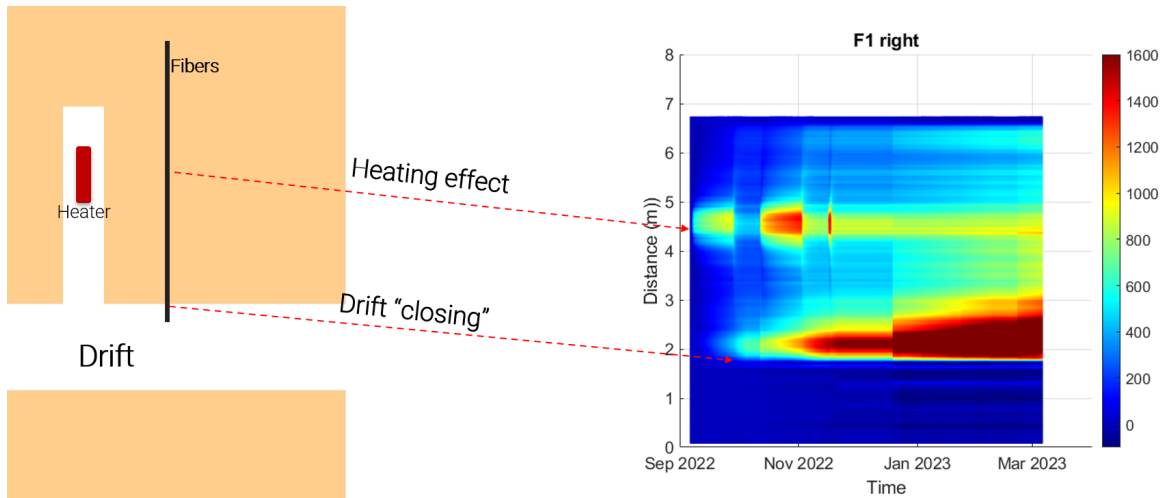 Fibers
Heater
Heating effect
Drift "closing"
Drift
F1 right
Distance (m))
8
7
6
5
4
3
2
1
0
Sep 2022
Nov 2022
Jan 2023
Mar 2023
Time
1600
1400
1200
1000
800
600
400
200
0